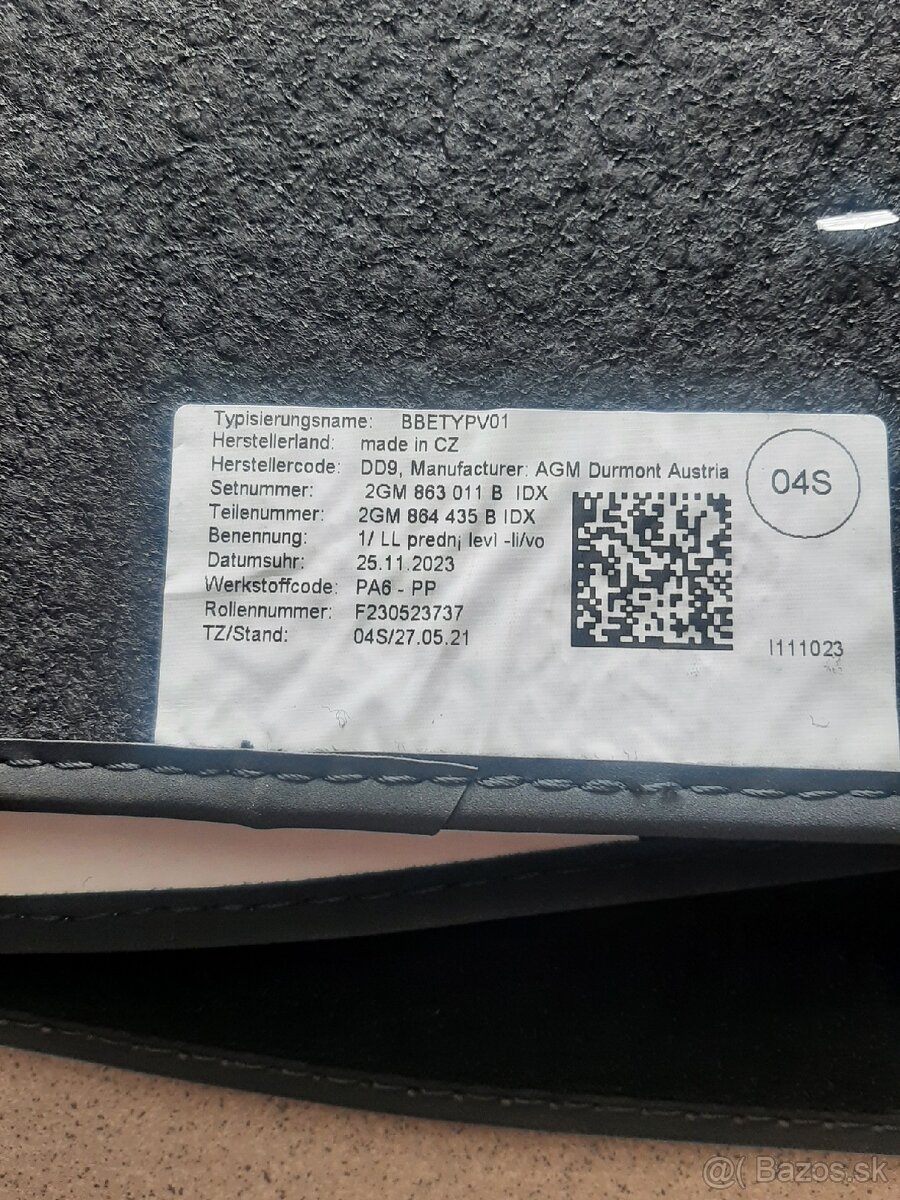 Typisierungsname: BBETYPV01
Herstellerland: made in CZ
Herstellercode: DD9, Manufacturer: AGM Durmont Austria
Setnummer: 2GM 863 011 B IDX
Teilenummer: 2GM 864 435 B IDX
Benennung: 1/ LL predn¡ levl -li/vo
Datumsuhr: 25.11.2023
Werkstoffcode: PA6 - PP
Rollennummer: F230523737
TZ/Stand: 04S/27.05.21
04S
I111023
@( Bazos.sk